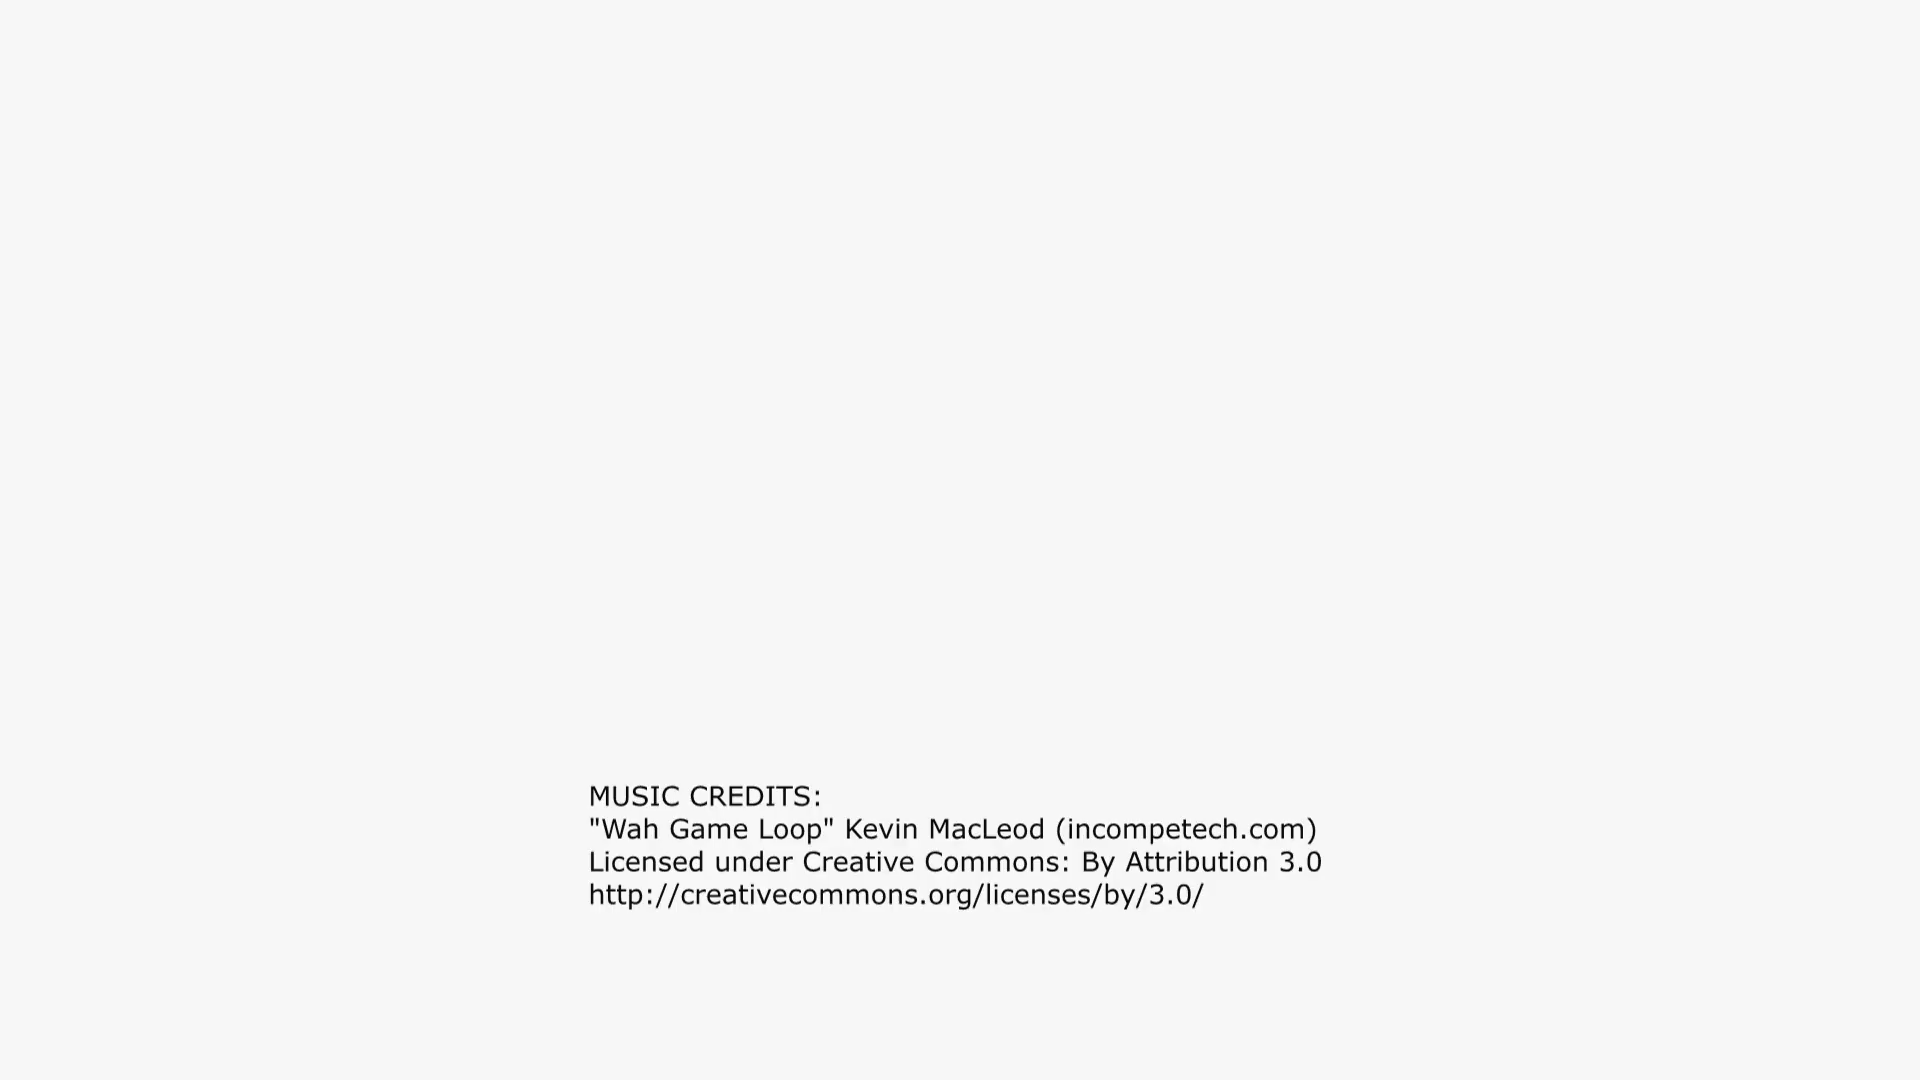 MUSIC CREDITS:
"Wah Game Loop" Kevin MacLeod (incompetech.com)
Licensed under Creative Commons: By Attribution 3.0
http://creativecommons.org/licenses/by/3.0/